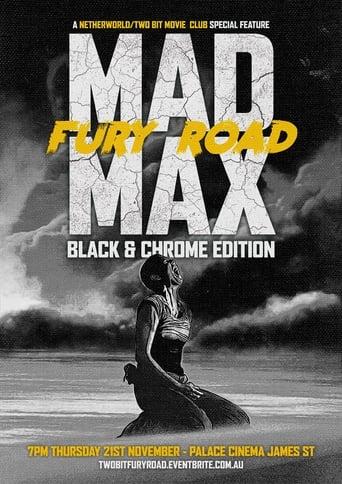 A NETHERWORLD/TWO BIT MOVIE CLUB SPECIAL FEATURE
MAD
FURY ROAD
MAX
BLACK & CHROME EDITION
7PM THURSDAY 21ST NOVEMBER - PALACE CINEMA JAMES ST
TWOBITFURYROAD.EVENTBRITE.COM.AU